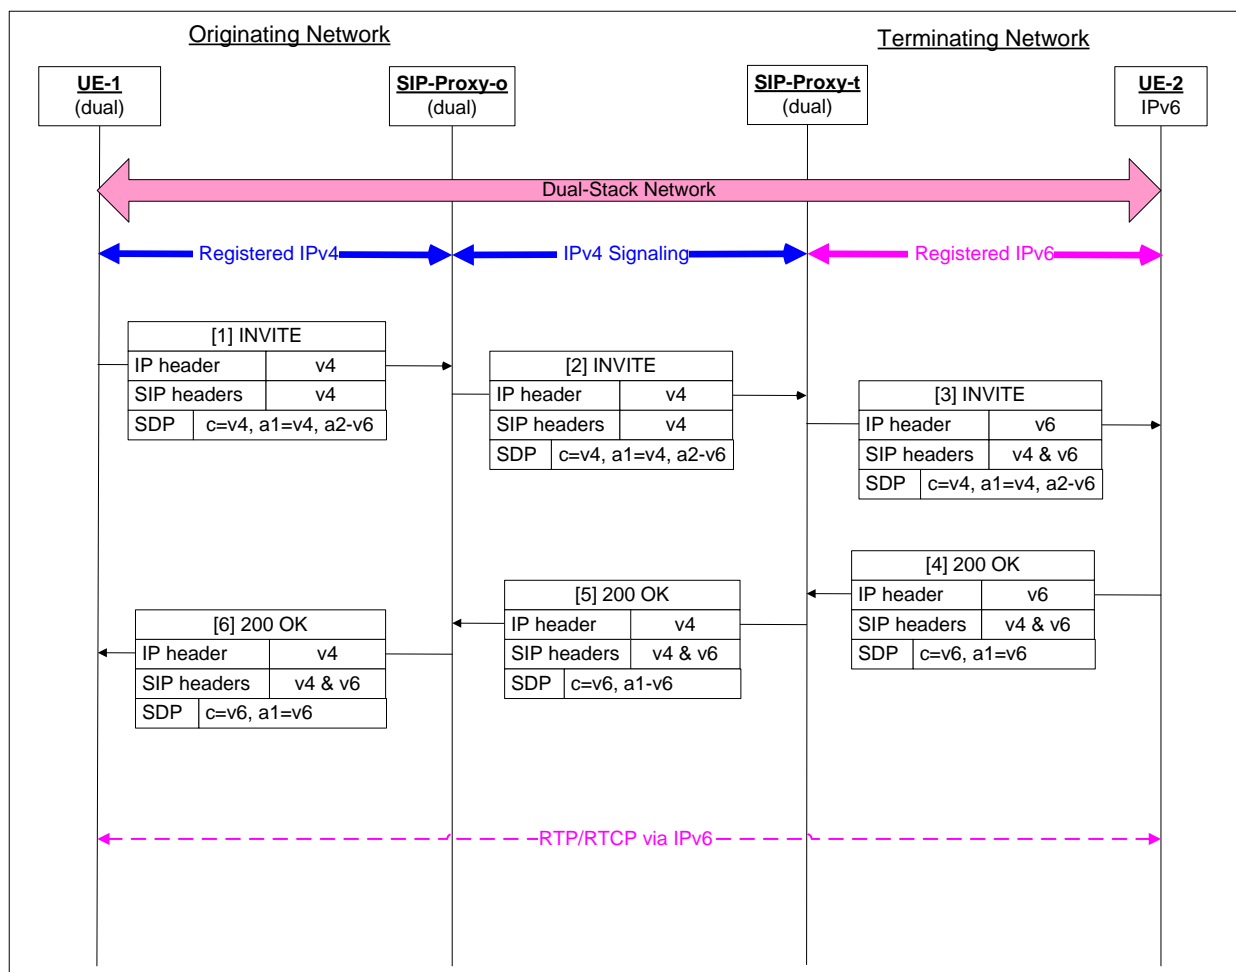 Originating Network
Terminating Network
UE-1
(dual)
SIP-Proxy-o
(dual)
SIP-Proxy-t
(dual)
UE-2
IPv6
Dual-Stack Network
Registered IPv4
IPv4 Signaling
Registered IPv6
[1] INVITE
IP header v4
SIP headers v4
SDP c=v4, a1=v4, a2-v6
[2] INVITE
IP header v4
SIP headers v4
SDP c=v4, a1=v4, a2-v6
[3] INVITE
IP header v6
SIP headers v4 & v6
SDP c=v4, a1=v4, a2-v6
[4] 200 OK
IP header v6
SIP headers v4 & v6
SDP c=v6, a1=v6
[5] 200 OK
IP header v4
SIP headers v4 & v6
SDP c=v6, a1-v6
[6] 200 OK
IP header v4
SIP headers v4 & v6
SDP c=v6, a1=v6
RTP/RTCP via IPv6